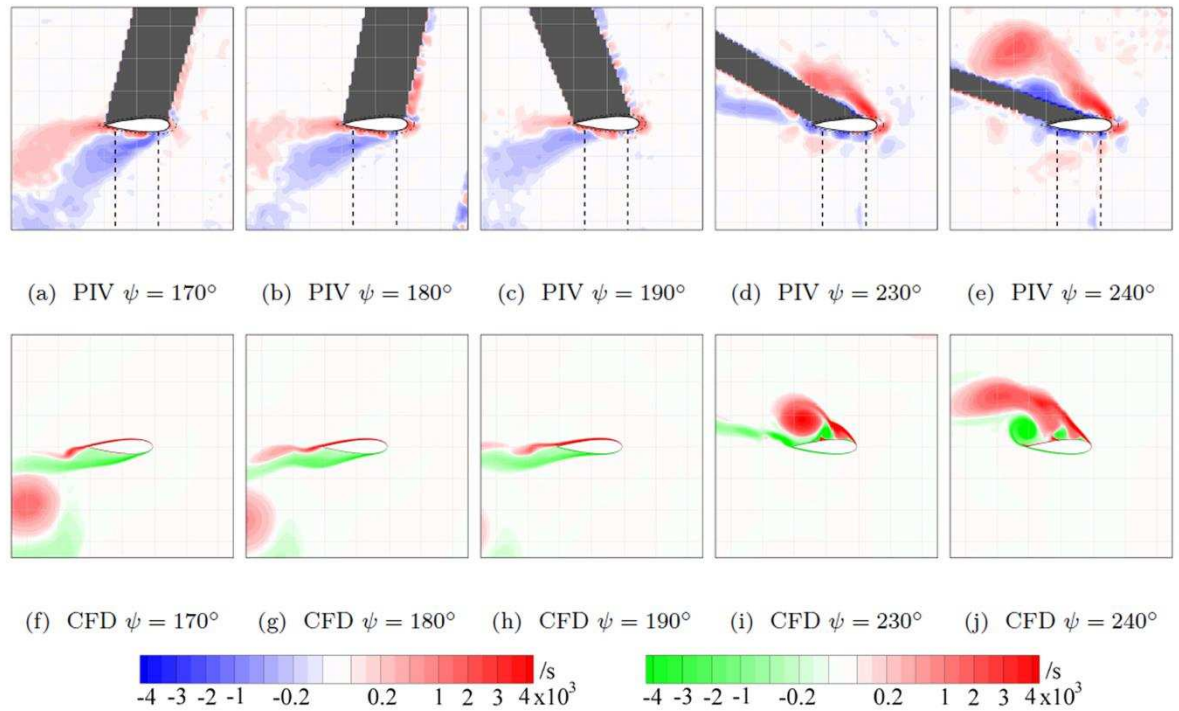 (a) PIV ψ = 170° (b) PIV ψ = 180° (c) PIV ψ = 190° (d) PIV ψ = 230° (e) PIV ψ = 240°
(f) CFD ψ = 170° (g) CFD ψ = 180° (h) CFD ψ = 190° (i) CFD ψ = 230° (j) CFD ψ = 240°
/s /s
-4 -3 -2 -1 -0.2 0.2 1 2 3 4x10³ -4 -3 -2 -1 -0.2 0.2 1 2 3 4x10³